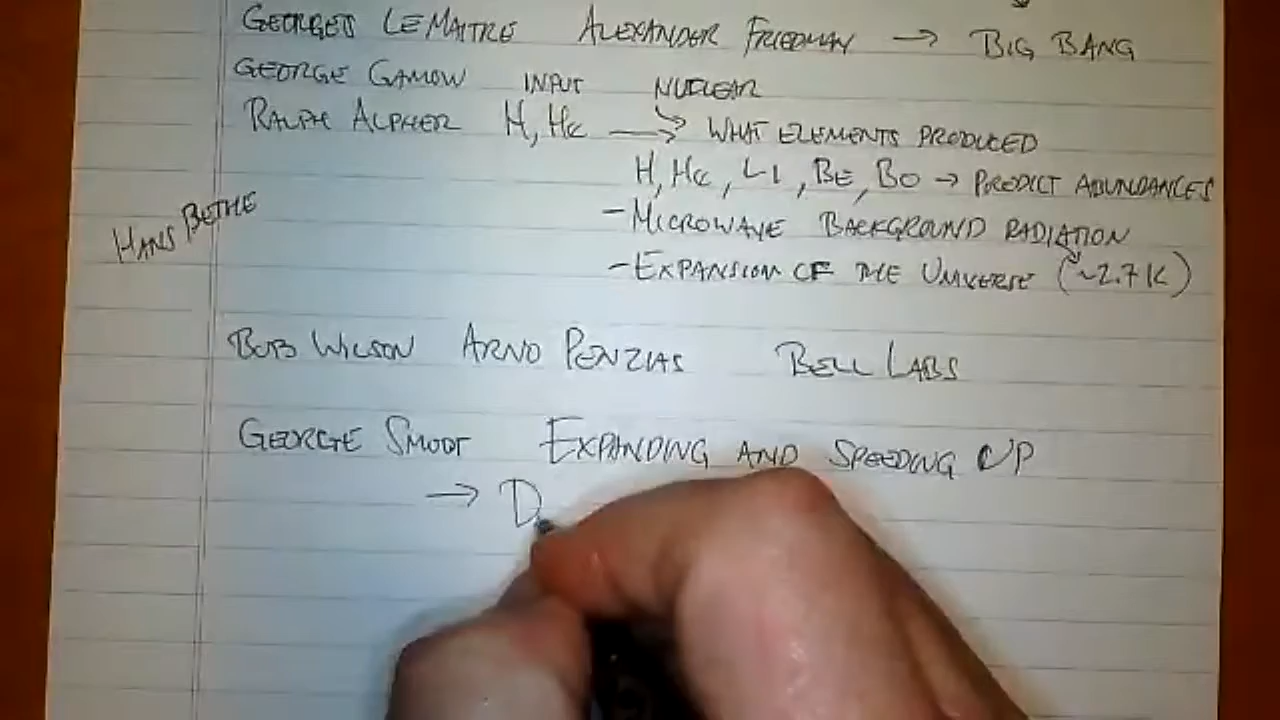 GEORGES LEMAITRE ALEXANDER FRIEDMAN → BIG BANG
GEORGE GAMOW INPUT NUCLEAR
RALPH ALPHER H, He → WHAT ELEMENTS PRODUCED
H, He, LI, BE, BO → PREDICT ABUNDANCES
HANS BETHE
- MICROWAVE BACKGROUND RADIATION
- EXPANSION OF THE UNIVERSE (~2.7K)
BOB WILSON ARNO PENZIAS BELL LABS
GEORGE SMOOT EXPANDING AND SPEEDING UP
→ D